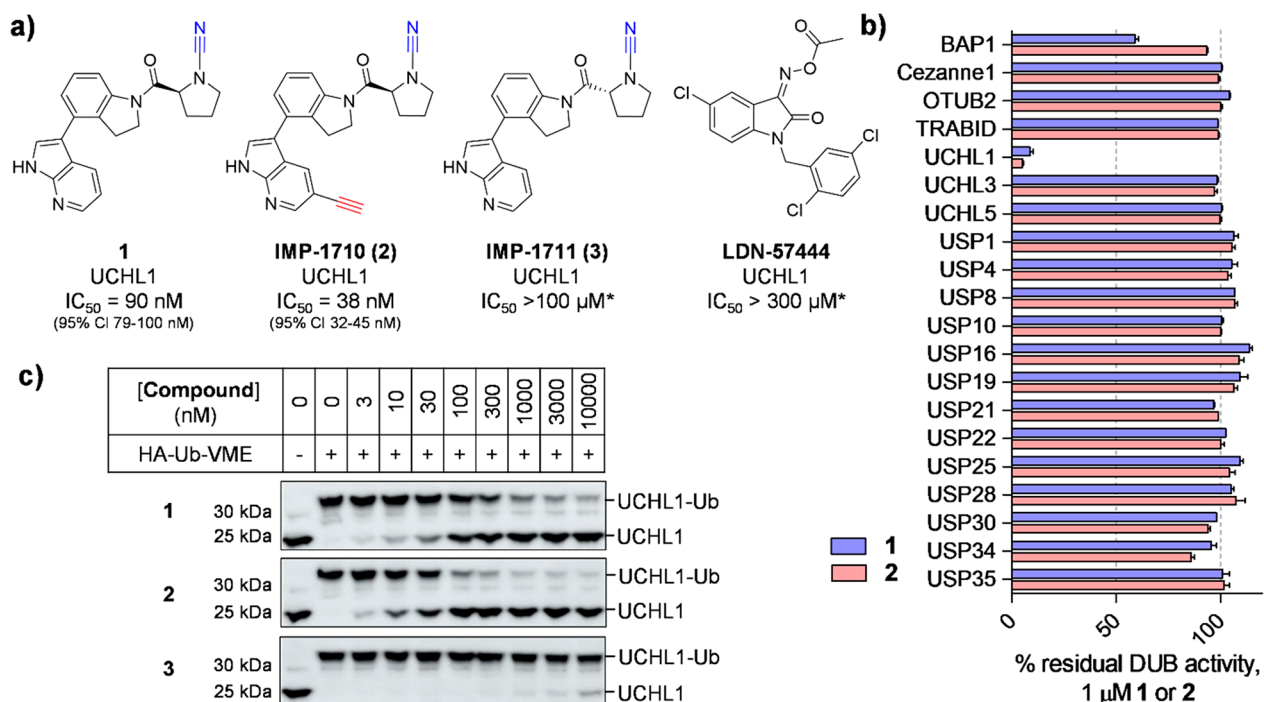 a)
N
O
N
N
HN
N
1
UCHL1
IC50 = 90 nM
(95% CI 79-100 nM)
N
O
N
N
HN
N
IMP-1710 (2)
UCHL1
IC50 = 38 nM
(95% CI 32-45 nM)
N
O
N
N
HN
N
IMP-1711 (3)
UCHL1
IC50 >100 µM*
O
N
O
Cl
O
N
Cl
Cl
LDN-57444
UCHL1
IC50 > 300 µM*
b)
BAP1
Cezanne1
OTUB2
TRABID
UCHL1
UCHL3
UCHL5
USP1
USP4
USP8
USP10
USP16
USP19
USP21
USP22
USP25
USP28
USP30
USP34
USP35
1
2
0 50 100
% residual DUB activity,
1 µM 1 or 2
c)
[Compound]
(nM)
0 0 3 10 30 100 300 1000 3000 10000
HA-Ub-VME - + + + + + + + + +
1
30 kDa
25 kDa
UCHL1-Ub
UCHL1
2
30 kDa
25 kDa
UCHL1-Ub
UCHL1
3
30 kDa
25 kDa
UCHL1-Ub
UCHL1